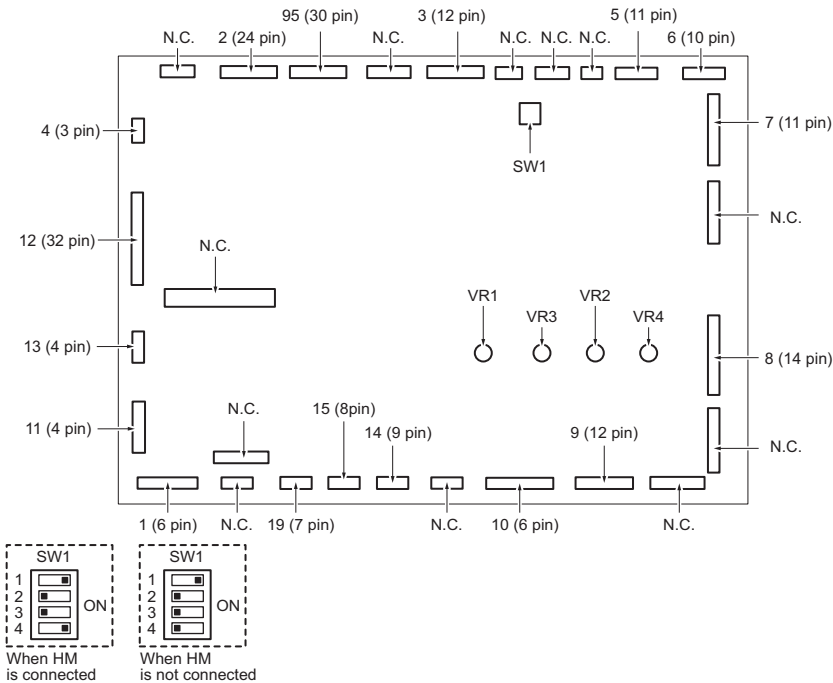 95 (30 pin)
3 (12 pin)
5 (11 pin)
N.C.
2 (24 pin)
N.C.
N.C.
N.C.
N.C.
6 (10 pin)
4 (3 pin)
7 (11 pin)
SW1
N.C.
12 (32 pin)
N.C.
VR1
VR2
VR3
VR4
13 (4 pin)
8 (14 pin)
N.C.
15 (8pin)
11 (4 pin)
14 (9 pin)
9 (12 pin)
N.C.
1 (6 pin)
N.C.
19 (7 pin)
N.C.
10 (6 pin)
N.C.
SW1
1
2
3
4
ON
When HM
is connected
SW1
1
2
3
4
ON
When HM
is not connected